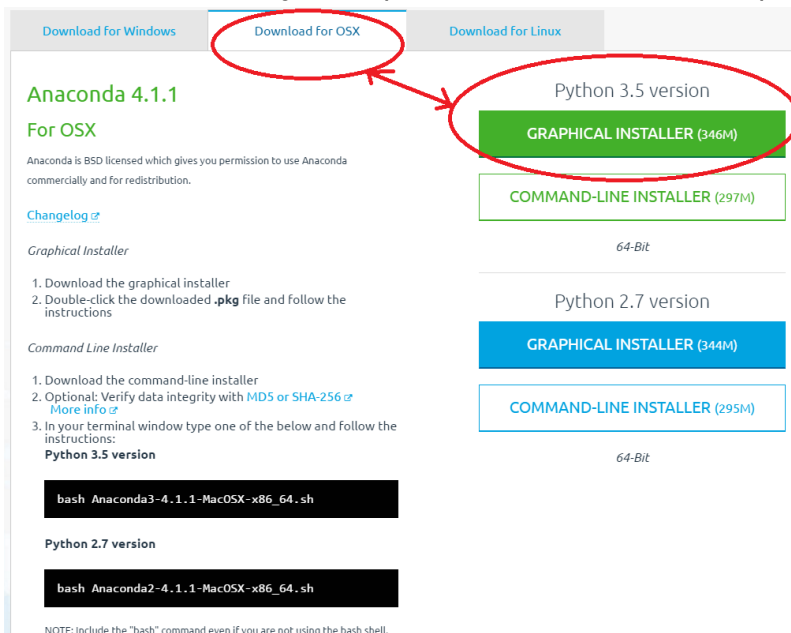 Download for Windows
Download for OSX
Download for Linux
Anaconda 4.1.1
For OSX
Anaconda is BSD licensed which gives you permission to use Anaconda
commercially and for redistribution.
Changelog
Graphical Installer
1. Download the graphical installer
2. Double-click the downloaded .pkg file and follow the
instructions
Command Line Installer
1. Download the command-line
installer
2. Optional: Verify data integrity with MD5 or SHA-256
More info
3. In your terminal window type one of the below and follow the
instructions:
Python 3.5 version
bash Anaconda3-4.1.1-MacOSX-x86_64.sh
Python 2.7 version
bash Anaconda2-4.1.1-MacOSX-x86_64.sh
NOTE: Include the "bash" command even if you are not using the bash shell.
Python 3.5 version
GRAPHICAL INSTALLER (346M)
COMMAND-LINE INSTALLER (297M)
64-Bit
Python 2.7 version
GRAPHICAL INSTALLER (344M)
COMMAND-LINE INSTALLER (295M)
64-Bit